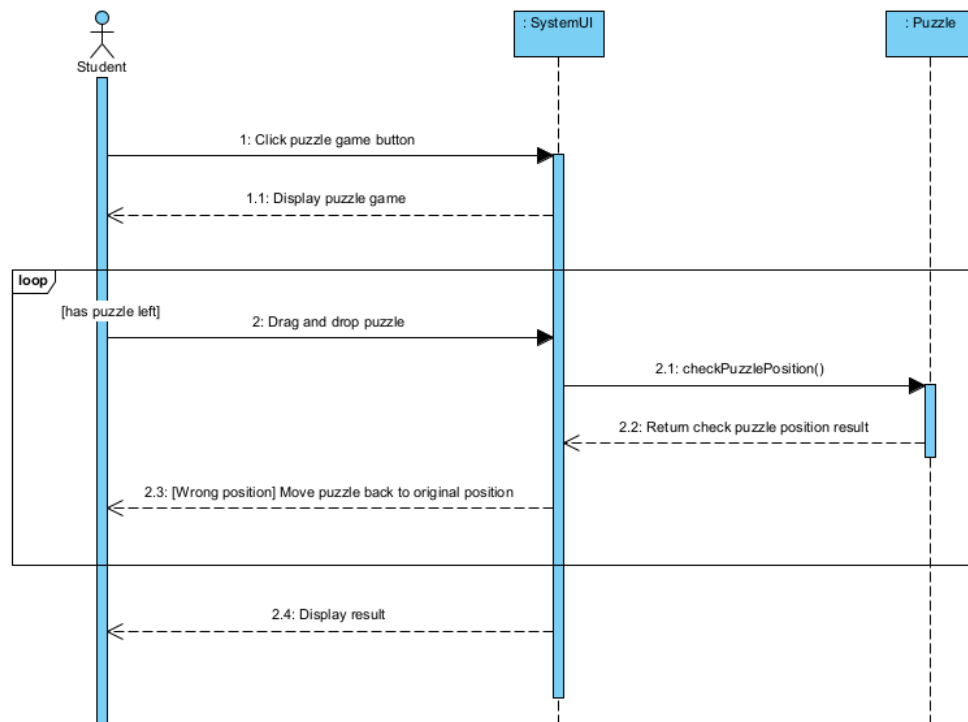 : SystemUI
: Puzzle
Student
1: Click puzzle game button
1.1: Display puzzle game
loop
[has puzzle left]
2: Drag and drop puzzle
2.1: checkPuzzlePosition()
2.2: Return check puzzle position result
2.3: [Wrong position] Move puzzle back to original position
2.4: Display result